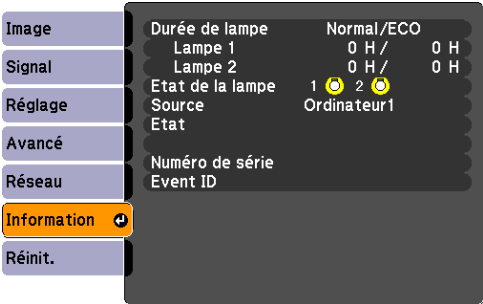 Image
Signal
Réglage
Avancé
Réseau
Information
Réinit.
Durée de lampe Normal/ECO
Lampe 1 0 H / 0 H
Lampe 2 0 H / 0 H
Etat de la lampe 1 2
Source Ordinateur1
Etat
Numéro de série
Event ID